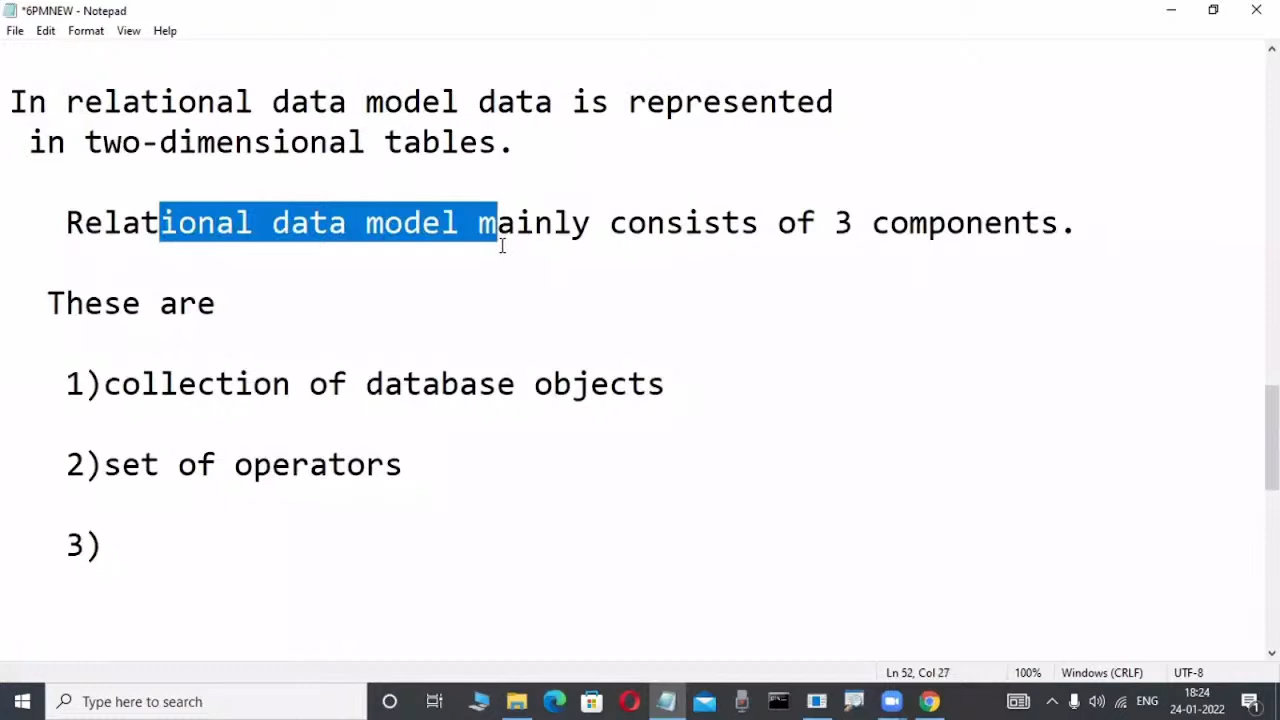 *6PMNEW - Notepad
File Edit Format View Help
In relational data model data is represented
in two-dimensional tables.
Relational data model mainly consists of 3 components.
These are
1)collection of database objects
2)set of operators
3)
Ln 52, Col 27 100% Windows (CRLF) UTF-8
Type here to search
ENG
18:24
24-01-2022
1